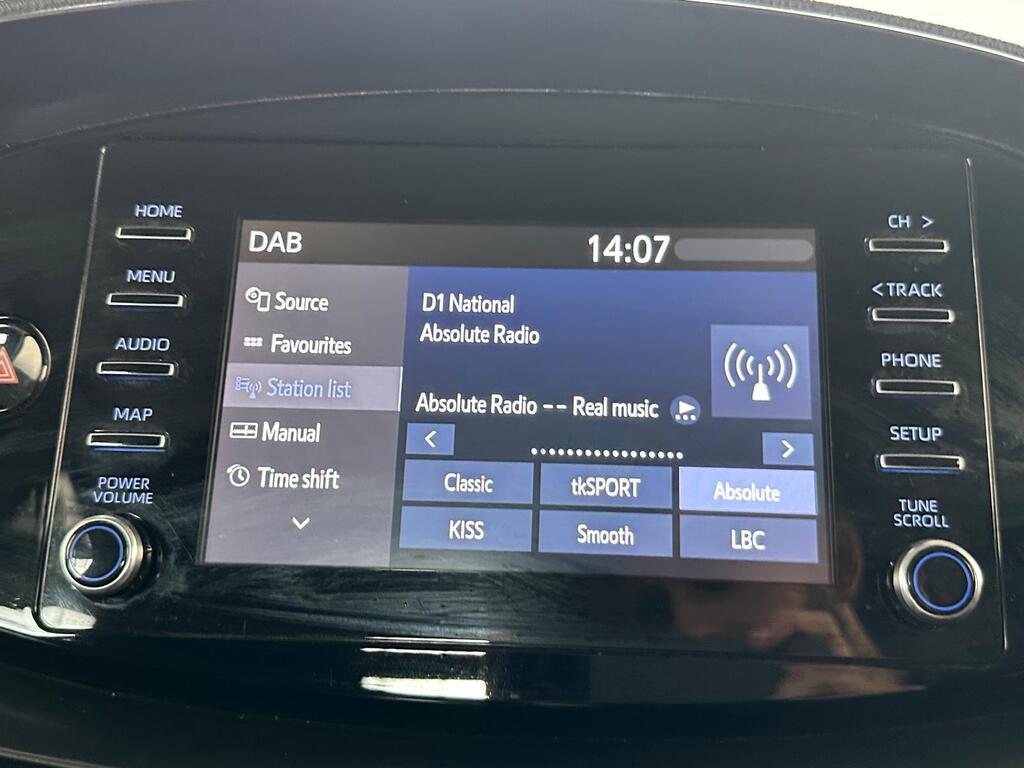 HOME
MENU
AUDIO
MAP
POWER
VOLUME
DAB
14:07
Source
Favourites
Station list
Manual
Time shift
D1 National
Absolute Radio
Absolute Radio -- Real music
<
>
Classic
tkSPORT
Absolute
KISS
Smooth
LBC
CH >
<TRACK
PHONE
SETUP
TUNE
SCROLL